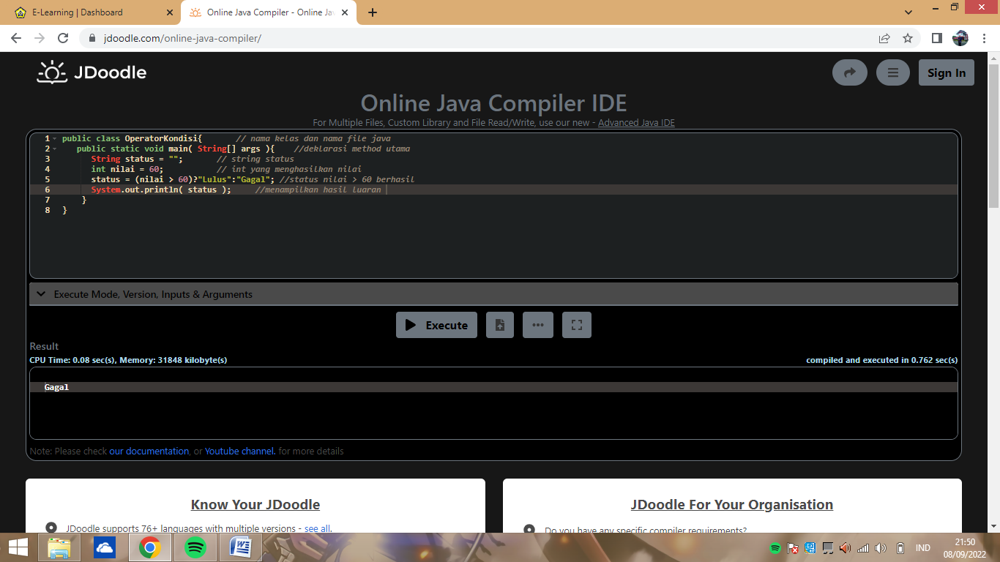 E-Learning | Dashboard
Online Java Compiler - Online Jav
jdoodle.com/online-java-compiler/
JDoodle
Sign In
Online Java Compiler IDE
For Multiple Files, Custom Library and File Read/Write, use our new - Advanced Java IDE
1 public class OperatorKondisi{ // nama kelas dan nama file java
2 public static void main( String[] args ){ //deklarasi method utama
3 String status = ""; // string status
4 int nilai = 60; // int yang menghasilkan nilai
5 status = (nilai > 60)?"Lulus":"Gagal"; //status nilai > 60 berhasil
6 System.out.println( status ); //menampilkan hasil luaran
7 }
8 }
Execute Mode, Version, Inputs & Arguments
Execute
Result
CPU Time: 0.08 sec(s), Memory: 31848 kilobyte(s)
compiled and executed in 0.762 sec(s)
Gagal
Note: Please check our documentation, or Youtube channel. for more details
Know Your JDoodle
JDoodle For Your Organisation
JDoodle supports 76+ languages with multiple versions - see all.
Do you have any specific compiler requirements?
IND
21:50
08/09/2022